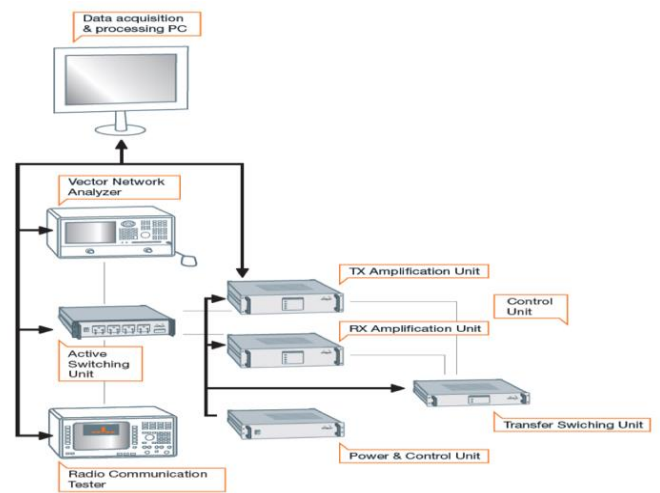 Data acquisition
& processing PC
Vector Network
Analyzer
TX Amplification Unit
Control
Unit
RX Amplification Unit
Active
Switching
Unit
Transfer Swiching Unit
Power & Control Unit
Radio Communication
Tester